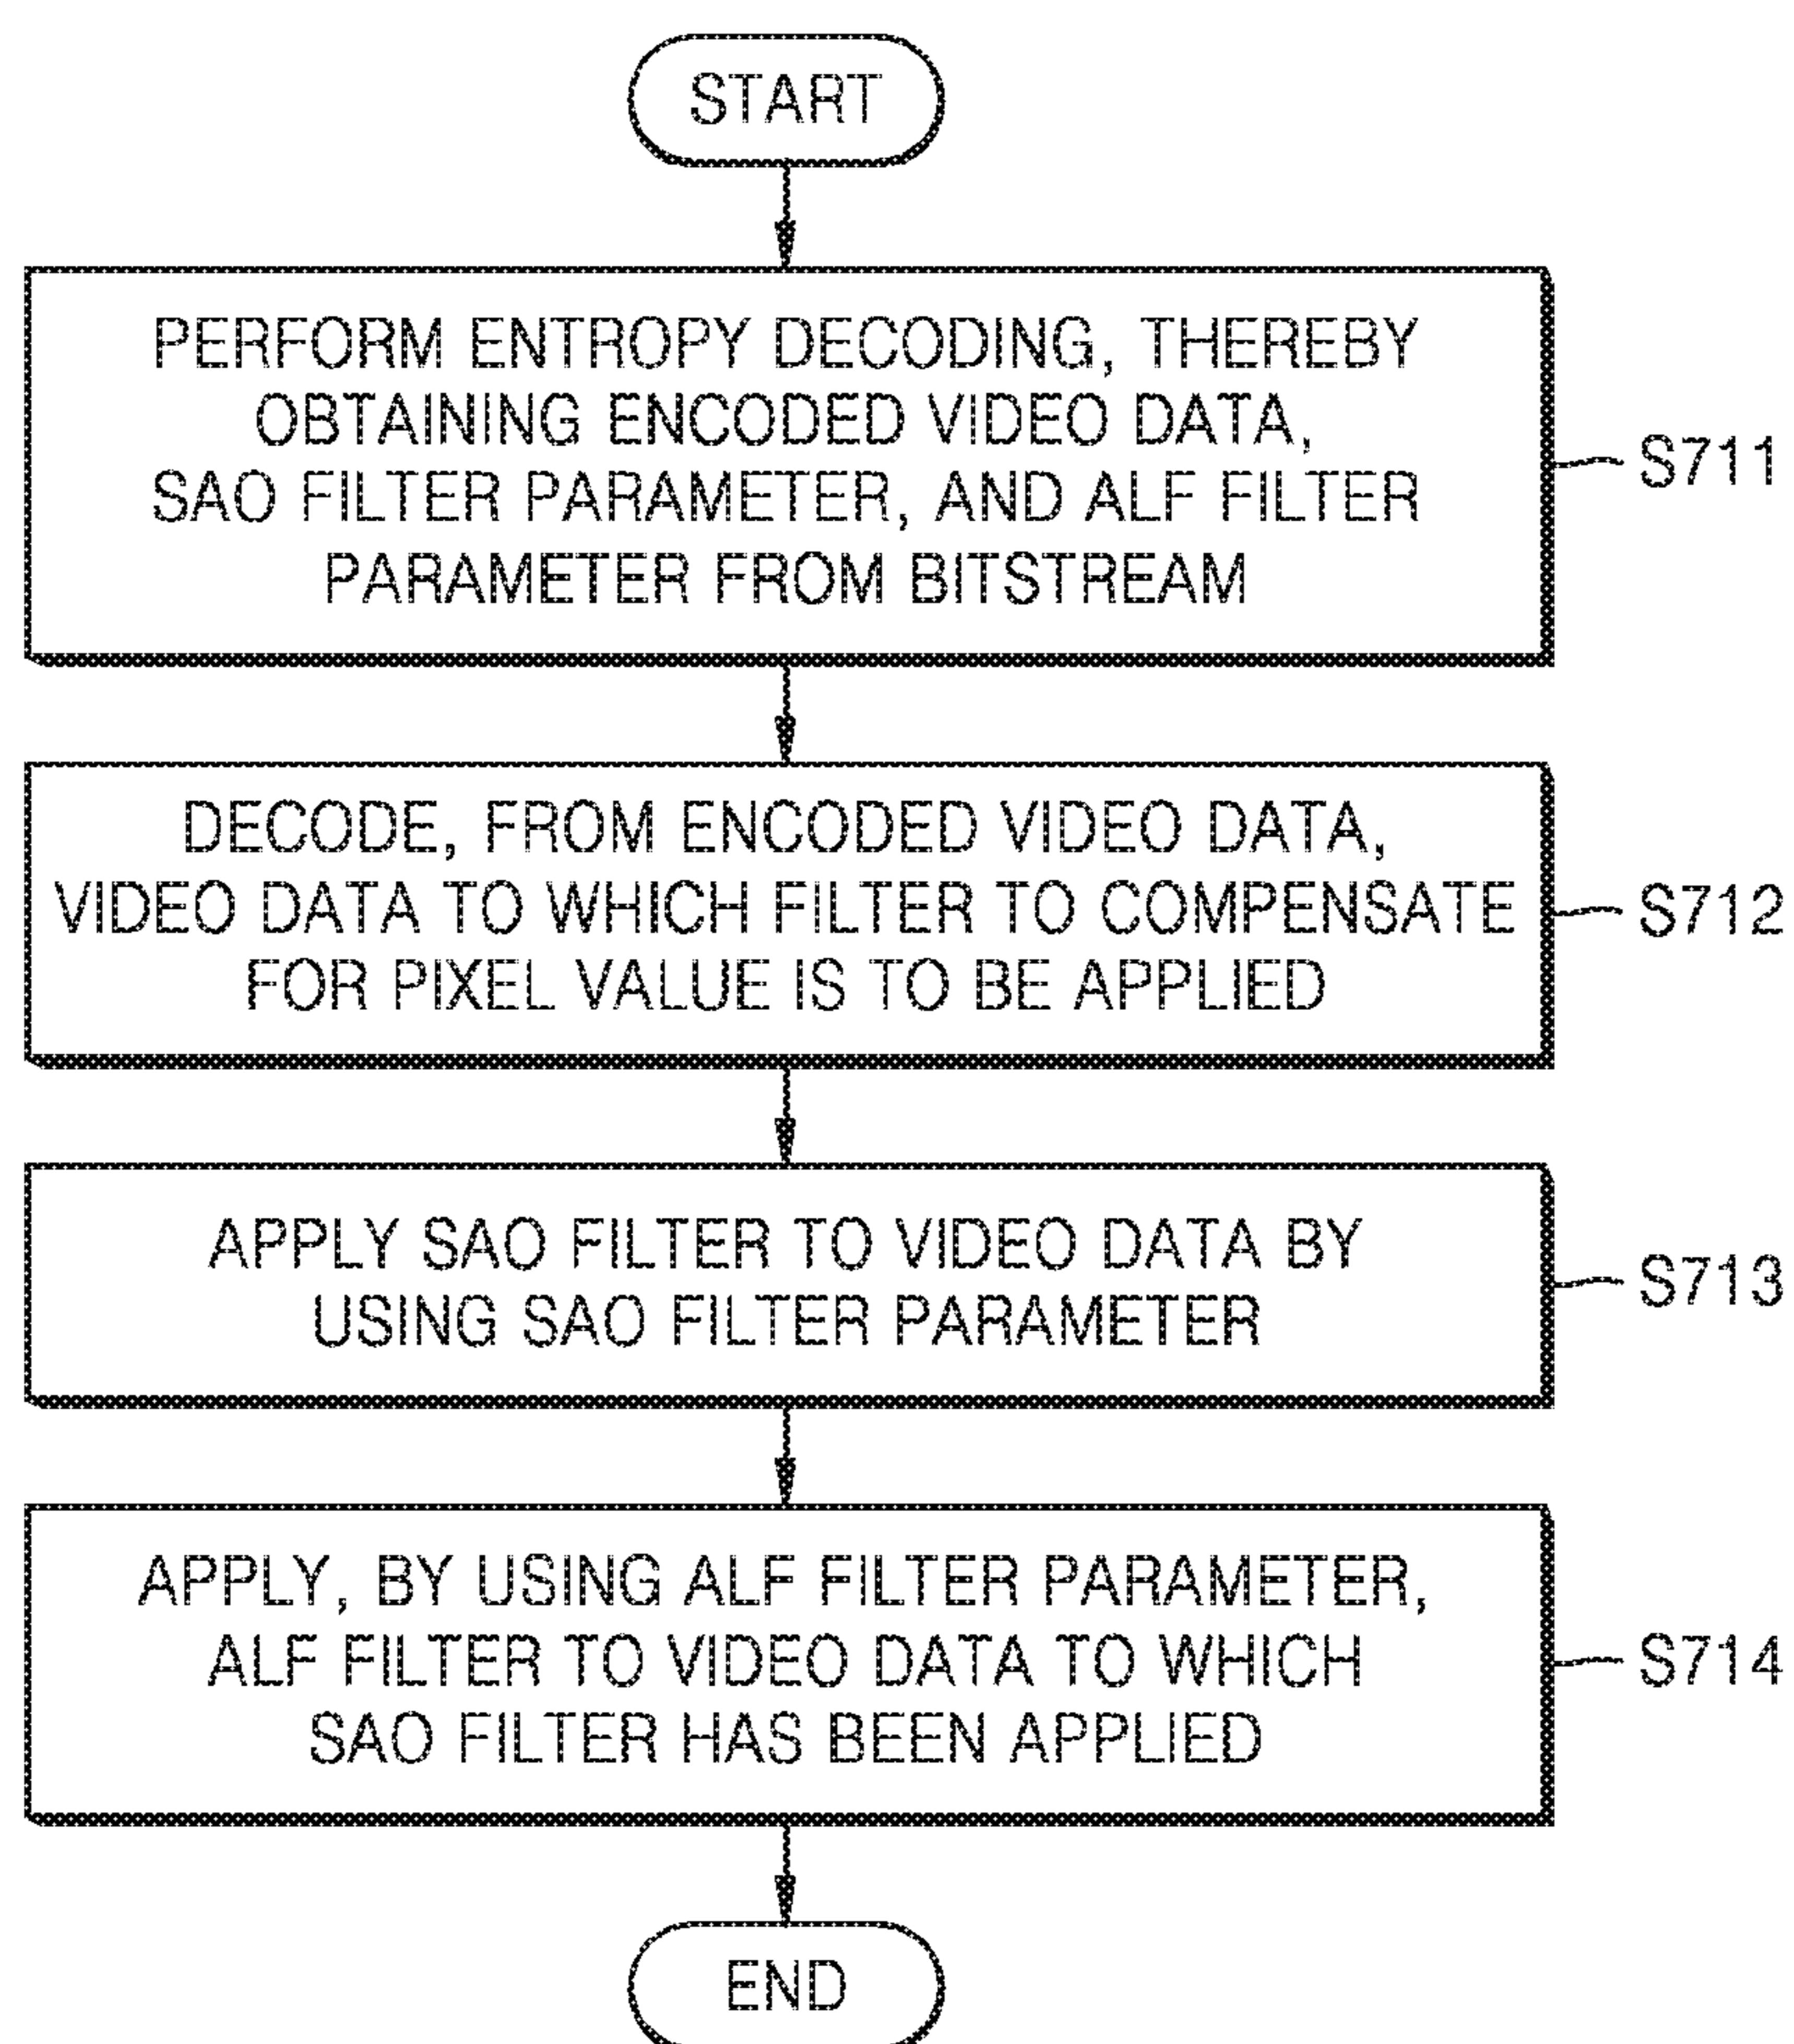 START
PERFORM ENTROPY DECODING, THEREBY
OBTAINING ENCODED VIDEO DATA,
SAO FILTER PARAMETER, AND ALF FILTER
PARAMETER FROM BITSTREAM
S711
DECODE, FROM ENCODED VIDEO DATA,
VIDEO DATA TO WHICH FILTER TO COMPENSATE
FOR PIXEL VALUE IS TO BE APPLIED
S712
APPLY SAO FILTER TO VIDEO DATA BY
USING SAO FILTER PARAMETER
S713
APPLY, BY USING ALF FILTER PARAMETER,
ALF FILTER TO VIDEO DATA TO WHICH
SAO FILTER HAS BEEN APPLIED
S714
END